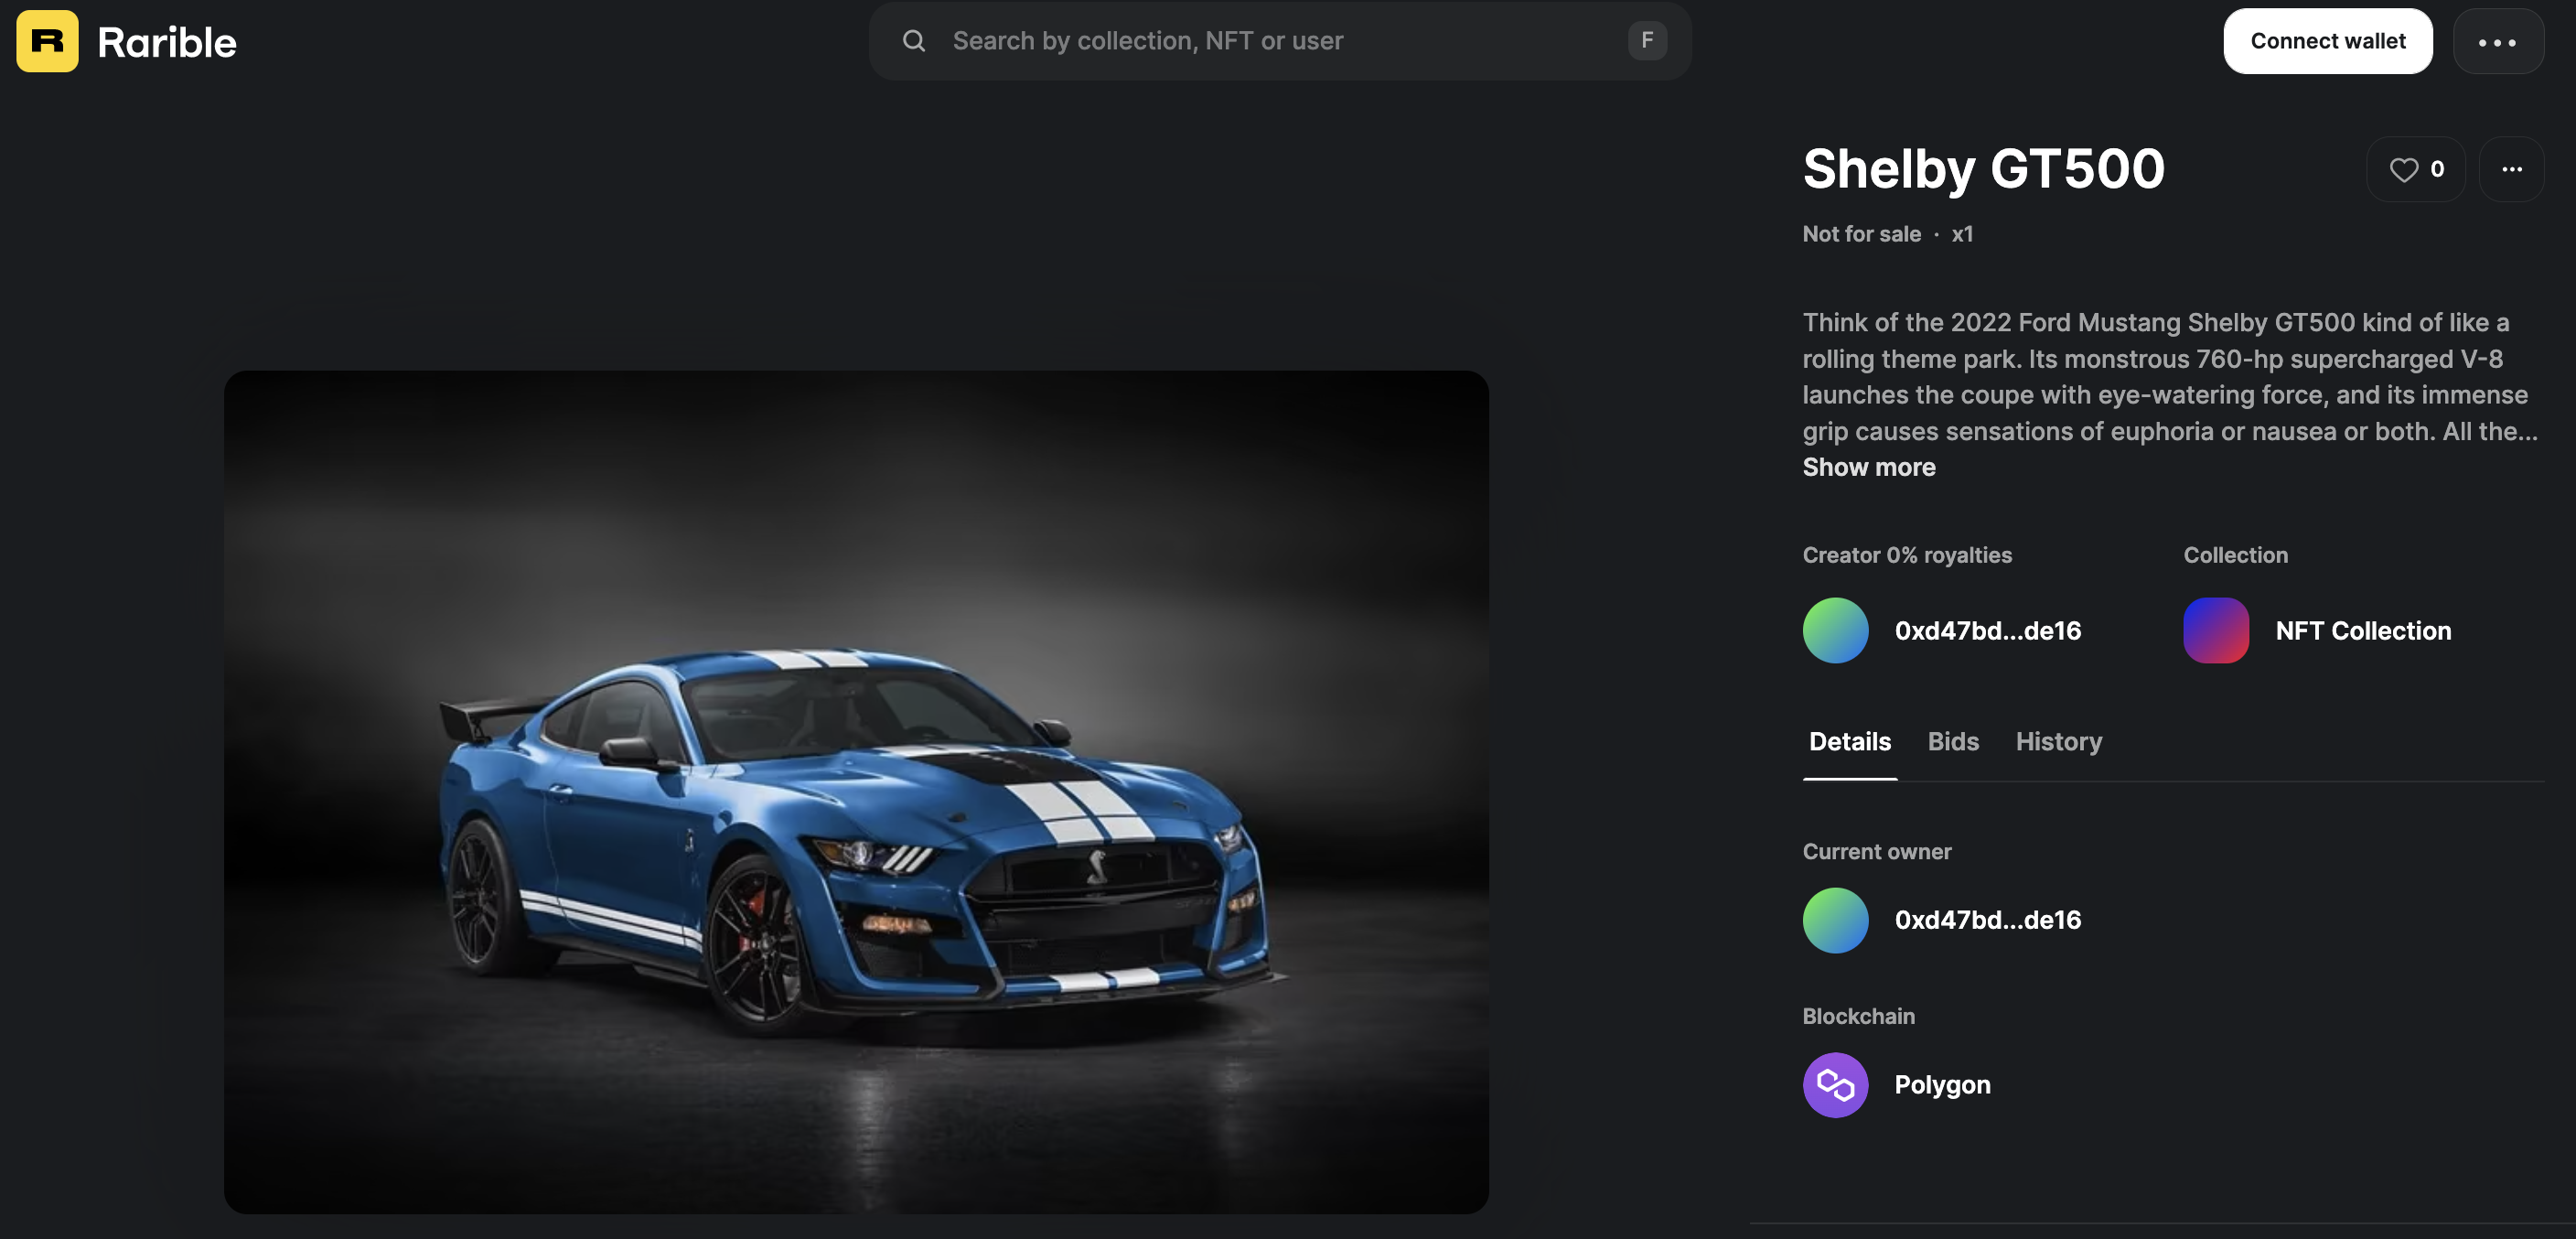 Rarible
Search by collection, NFT or user
F
Connect wallet
Shelby GT500
0
Not for sale · x1
Think of the 2022 Ford Mustang Shelby GT500 kind of like a
rolling theme park. Its monstrous 760-hp supercharged V-8
launches the coupe with eye-watering force, and its immense
grip causes sensations of euphoria or nausea or both. All the...
Show more
Creator 0% royalties
Collection
0xd47bd...de16
NFT Collection
Details
Bids
History
Current owner
0xd47bd...de16
Blockchain
Polygon